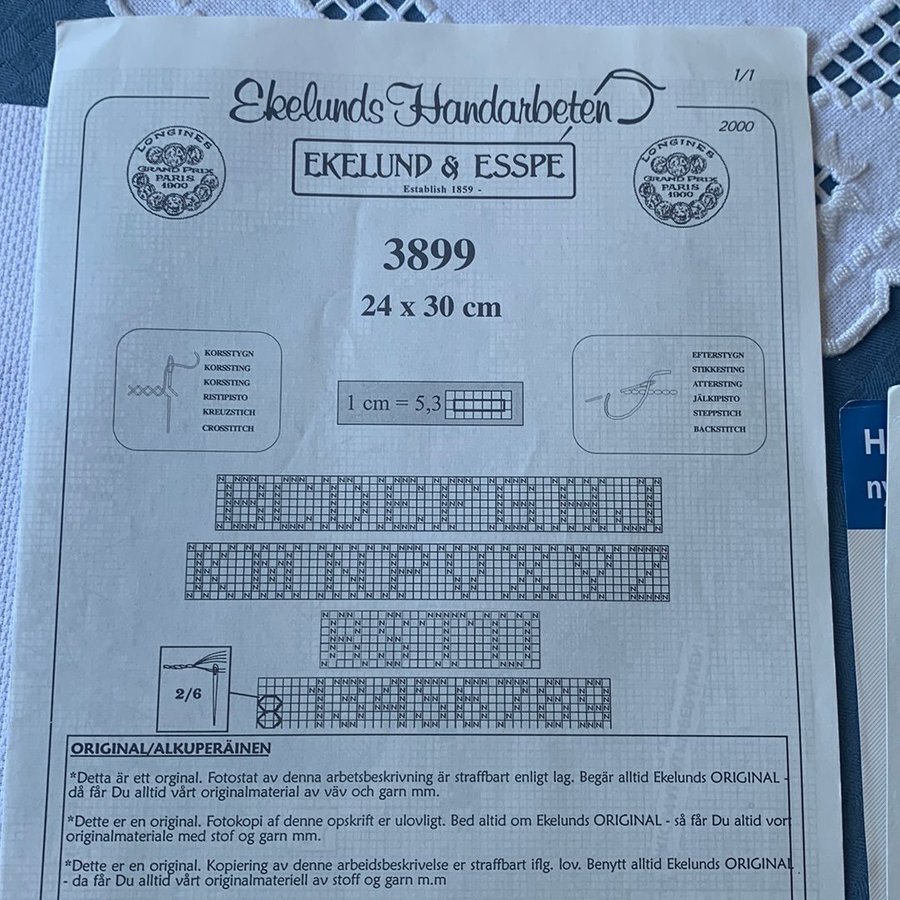 1/1
Ekelunds Handarbeten
2000
LONGINES
GRAND PRIX
PARIS
1900
EKELUND & ESSPE
Establish 1859 -
LONGINES
GRAND PRIX
PARIS
1900
3899
24 x 30 cm
KORSSTYGN
KORSSTING
KORSSTING
RISTIPISTO
KREUZSTICH
CROSSTITCH
1 cm = 5,3
EFTERSTYGN
STIKKESTING
ATTERSTING
JÄLKIPISTO
STEPPSTICH
BACKSTITCH
H
ny
2/6
ORIGINAL/ALKUPERÄINEN
*Detta är ett orginal. Fotostat av denna arbetsbeskrivning är straffbart enligt lag. Begär alltid Ekelunds ORIGINAL -
då får Du alltid vårt originalmaterial av väv och garn mm.
*Dette er en original. Fotokopi af denne opskrift er ulovligt. Bed altid om Ekelunds ORIGINAL - så får Du altid vort
originalmateriale med stof og garn mm.
*Dette er en original. Kopiering av denne arbeidsbeskrivelse er straffbart iflg. lov. Benytt alltid Ekelunds ORIGINAL
- da får Du alltid vårt originalmateriell av stoff og garn m.m